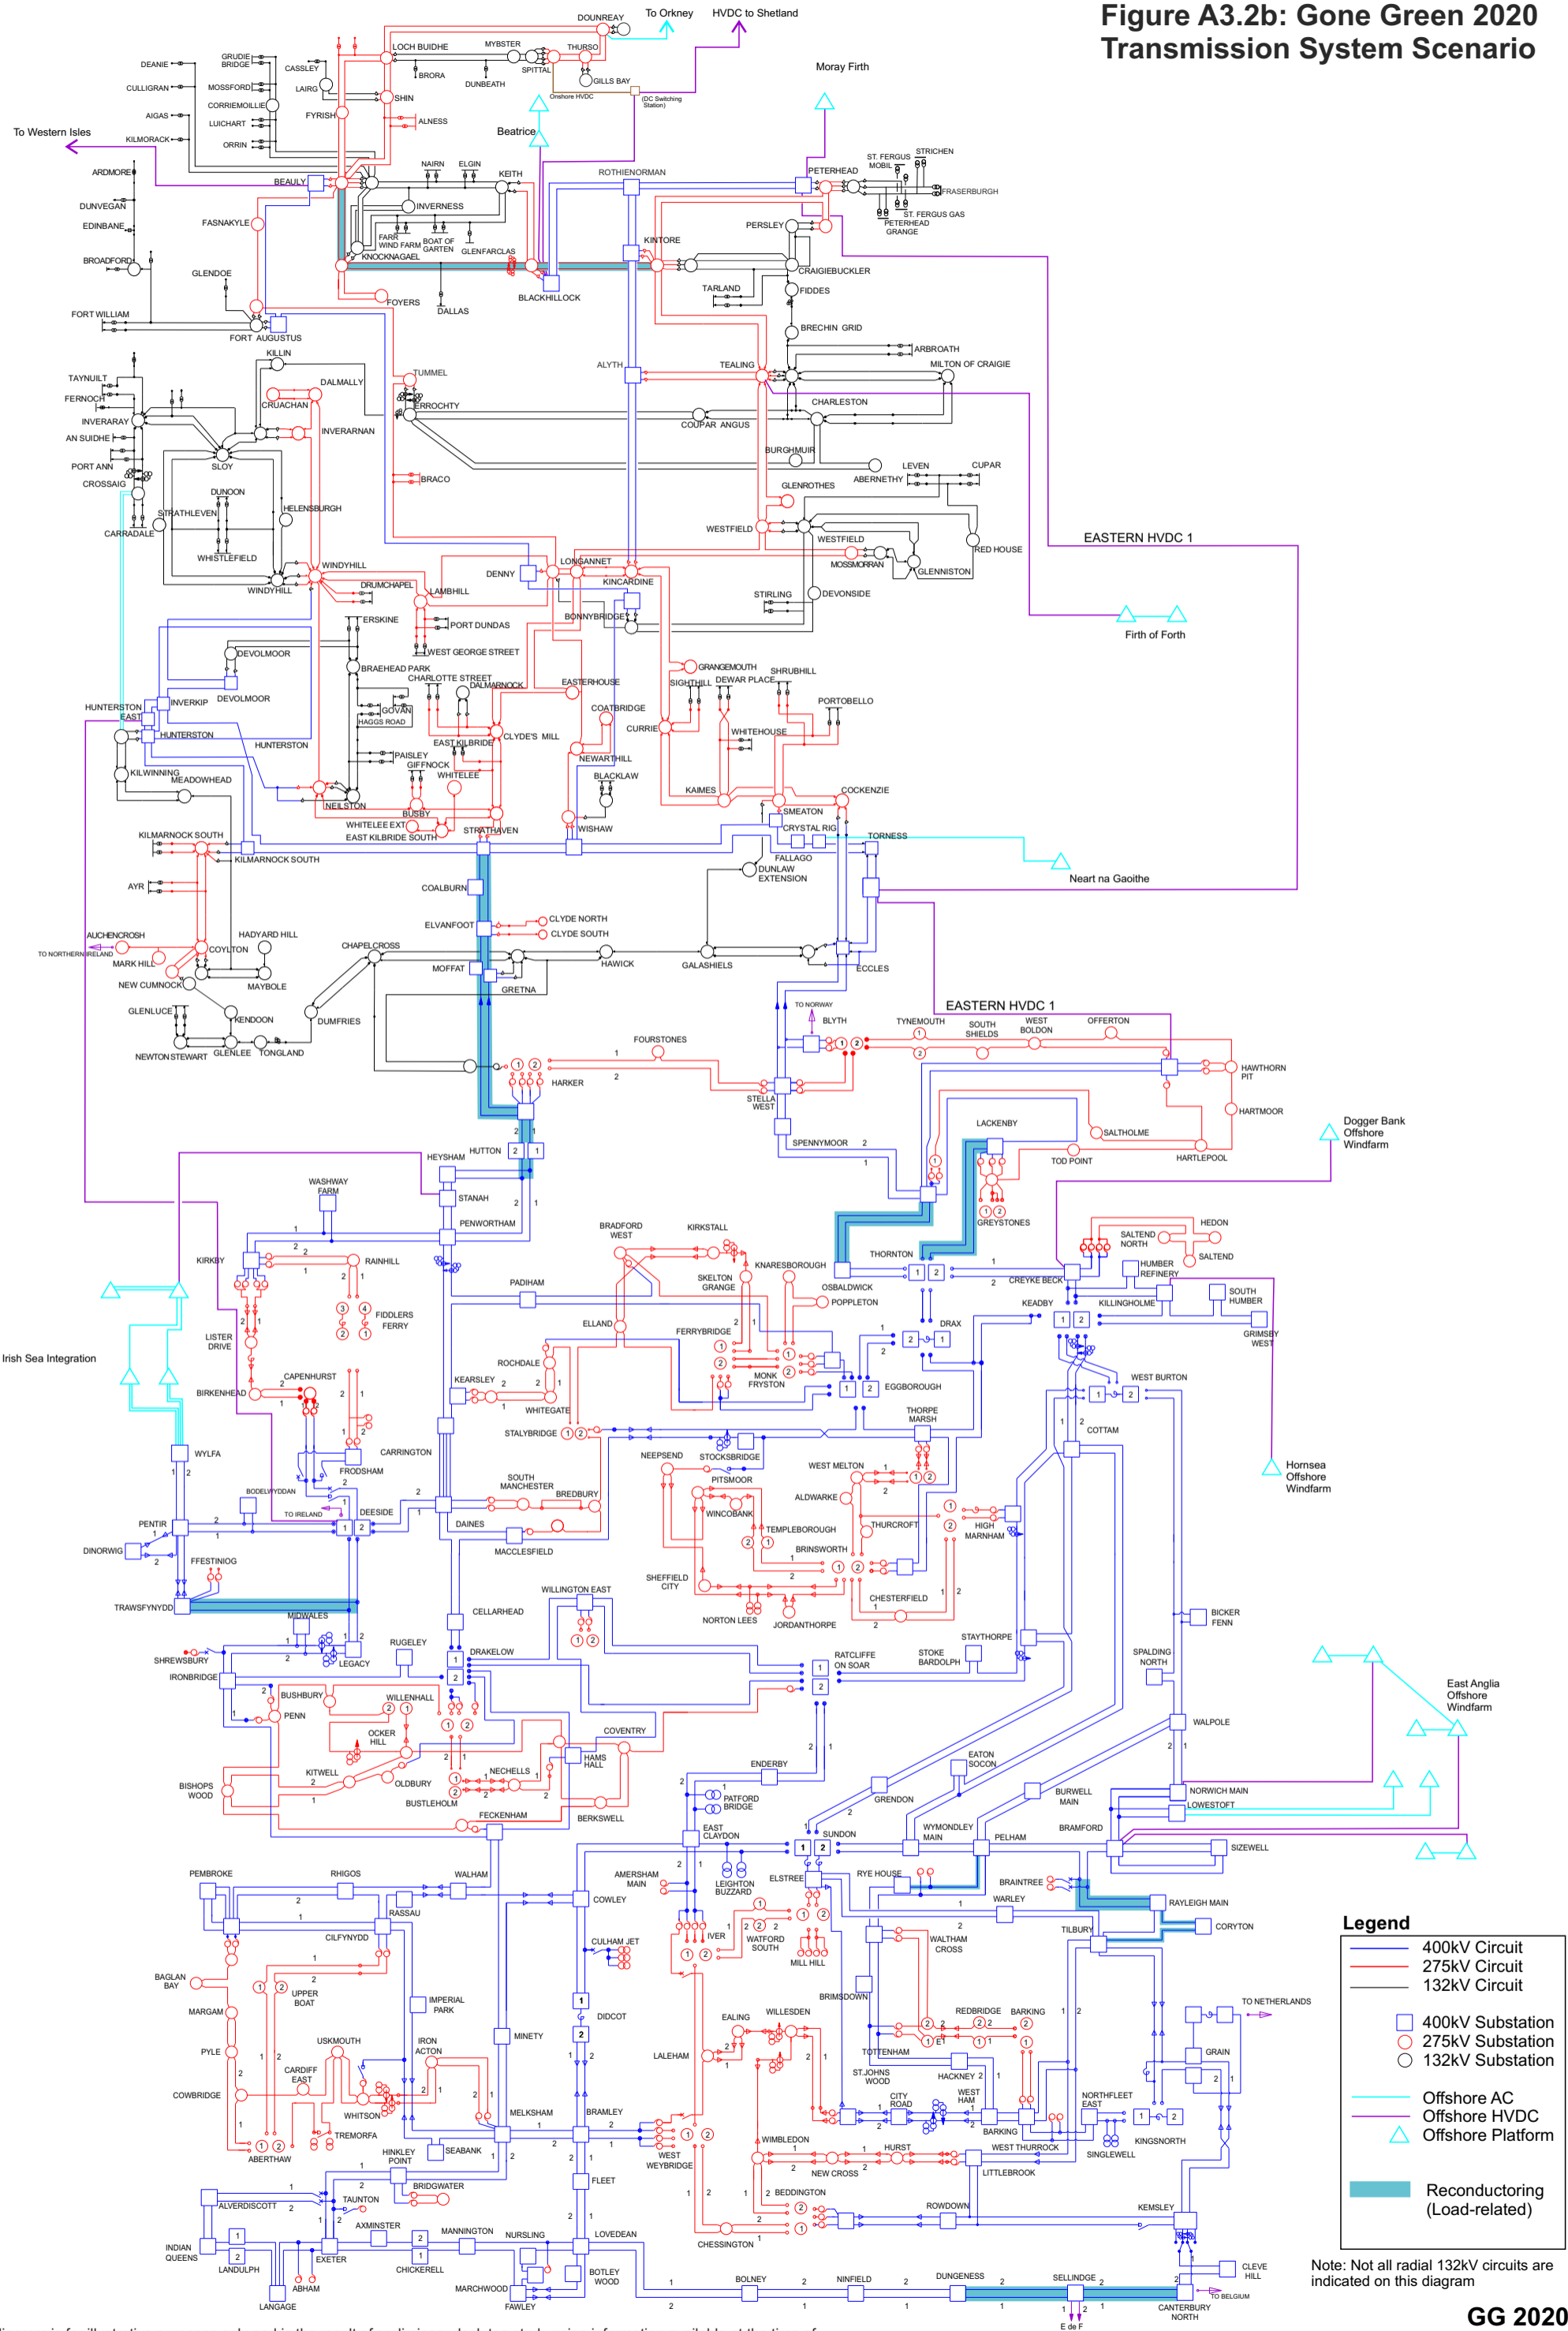 Figure A3.2b: Gone Green 2020
Transmission System Scenario
To Orkney
HVDC to Shetland
DOUNREAY
LOCH BUIDHE
MYBSTER
THURSO
SPITTAL
GILLS BAY
BRORA
DUNBEATH
Onshore HVDC
(DC Switching
Station)
Moray Firth
DEANIE
GRUDIE
BRIDGE
CASSLEY
CULLIGRAN
MOSSFORD
LAIRG
SHIN
CORRIEMOILLIE
AIGAS
LUICHART
FYRISH
ALNESS
To Western Isles
KILMORACK
ORRIN
Beatrice
ARDMORE
BEAULY
NAIRN
ELGIN
KEITH
ROTHIENORMAN
PETERHEAD
ST. FERGUS
MOBIL
STRICHEN
FRASERBURGH
DUNVEGAN
INVERNESS
ST. FERGUS GAS
PETERHEAD
GRANGE
EDINBANE
FASNAKYLE
PERSLEY
FARR
WIND FARM
BOAT OF
GARTEN
GLENFARCLAS
KINTORE
BROADFORD
KNOCKNAGAEL
CRAIGIEBUCKLER
GLENDOE
BLACKHILLOCK
TARLAND
FIDDES
FORT WILLIAM
FOYERS
DALLAS
FORT AUGUSTUS
BRECHIN GRID
KILLIN
ARBROATH
TAYNUILT
DALMALLY
TUMMEL
ALYTH
TEALING
MILTON OF CRAIGIE
FERNOCH
CRUACHAN
ERROCHTY
CHARLESTON
INVERARAY
INVERARNAN
COUPAR ANGUS
AN SUIDHE
SLOY
BURGHMUIR
PORT ANN
BRACO
ABERNETHY
LEVEN
CUPAR
CROSSAIG
DUNOON
GLENROTHES
STRATHLEVEN
HELENSBURGH
CARRADALE
WESTFIELD
WESTFIELD
RED HOUSE
EASTERN HVDC 1
WHISTLEFIELD
LONGANNET
MOSSMORRAN
GLENNISTON
WINDYHILL
WINDYHILL
DENNY
KINCARDINE
DRUMCHAPEL
LAMBHILL
STIRLING
DEVONSIDE
BONNYBRIDGE
ERSKINE
PORT DUNDAS
Firth of Forth
DEVOLMOOR
WEST GEORGE STREET
BRAEHEAD PARK
GRANGEMOUTH
CHARLOTTE STREET
DALMARNOCK
EASTERHOUSE
SIGHTHILL
DEWAR PLACE
SHRUBHILL
DEVOLMOOR
HUNTERSTON
EAST
INVERKIP
GOVAN
HAGGS ROAD
COATBRIDGE
PORTOBELLO
CURRIE
WHITEHOUSE
HUNTERSTON
HUNTERSTON
CLYDE'S MILL
EAST KILBRIDE
PAISLEY
NEWARTHILL
GIFFNOCK
WHITELEE
BLACKLAW
KILWINNING
MEADOWHEAD
NEILSTON
BUSBY
KAIMES
COCKENZIE
SMEATON
WHITELEE EXT
EAST KILBRIDE SOUTH
STRATHAVEN
WISHAW
CRYSTAL RIG
KILMARNOCK SOUTH
TORNESS
KILMARNOCK SOUTH
FALLAGO
DUNLAW
EXTENSION
Neart na Gaoithe
AYR
COALBURN
ELVANFOOT
CLYDE NORTH
CLYDE SOUTH
AUCHENCROSH
HADYARD HILL
CHAPELCROSS
TO NORTHERN IRELAND
COYLTON
MARK HILL
MOFFAT
HAWICK
GALASHIELS
ECCLES
NEW CUMNOCK
MAYBOLE
GRETNA
GLENLUCE
KENDOON
DUMFRIES
TO NORWAY
EASTERN HVDC 1
BLYTH
TYNEMOUTH
SOUTH
SHIELDS
WEST
BOLDON
OFFERTON
NEWTON STEWART
GLENLEE
TONGLAND
FOURSTONES
HARKER
HAWTHORN
PIT
STELLA
WEST
HARTMOOR
LACKENBY
SALTHOLME
Dogger Bank
Offshore
Windfarm
SPENNYMOOR
HUTTON
TOD POINT
HARTLEPOOL
HEYSHAM
WASHWAY
FARM
STANAH
GREYSTONES
PENWORTHAM
BRADFORD
WEST
KIRKSTALL
HEDON
SALTEND
NORTH
SALTEND
KIRKBY
RAINHILL
THORNTON
OSBALDWICK
CREYKE BECK
HUMBER
REFINERY
SKELTON
GRANGE
KNARESBOROUGH
PADIHAM
POPPLETON
KEADBY
KILLINGHOLME
SOUTH
HUMBER
FIDDLERS
FERRY
ELLAND
FERRYBRIDGE
DRAX
GRIMSBY
WEST
LISTER
DRIVE
Irish Sea Integration
ROCHDALE
BIRKENHEAD
CAPENHURST
KEARSLEY
MONK
FRYSTON
EGGBOROUGH
WEST BURTON
WHITEGATE
STALYBRIDGE
THORPE
MARSH
COTTAM
WYLFA
CARRINGTON
FRODSHAM
STOCKSBRIDGE
NEEPSEND
PITSMOOR
WEST MELTON
Hornsea
Offshore
Windfarm
BODELWYDDAN
SOUTH
MANCHESTER
BREDBURY
ALDWARKE
WINCOBANK
TO IRELAND
DEESIDE
PENTIR
DAINES
TEMPLEBOROUGH
THURCROFT
HIGH
MARNHAM
DINORWIG
MACCLESFIELD
BRINSWORTH
FFESTINIOG
SHEFFIELD
CITY
CHESTERFIELD
TRAWSFYNYDD
WILLINGTON EAST
NORTON LEES
JORDANTHORPE
BICKER
FENN
MIDWALES
CELLARHEAD
STAYTHORPE
SHREWSBURY
LEGACY
RUGELEY
DRAKELOW
RATCLIFFE
ON SOAR
STOKE
BARDOLPH
SPALDING
NORTH
IRONBRIDGE
BUSHBURY
WILLENHALL
East Anglia
Offshore
Windfarm
PENN
OCKER
HILL
COVENTRY
WALPOLE
HAMS
HALL
ENDERBY
EATON
SOCON
KITWELL
OLDBURY
NECHELLS
BISHOPS
WOOD
BUSTLEHOLM
PATFORD
BRIDGE
GRENDON
BURWELL
MAIN
NORWICH MAIN
LOWESTOFT
FECKENHAM
BERKSWELL
EAST
CLAYDON
SUNDON
WYMONDLEY
MAIN
PELHAM
BRAMFORD
SIZEWELL
PEMBROKE
RHIGOS
WALHAM
AMERSHAM
MAIN
LEIGHTON
BUZZARD
ELSTREE
RYE HOUSE
BRAINTREE
RASSAU
COWLEY
WARLEY
RAYLEIGH MAIN
CILFYNYDD
IVER
WATFORD
SOUTH
TILBURY
CORYTON
CULHAM JET
MILL HILL
WALTHAM
CROSS
BAGLAN
BAY
UPPER
BOAT
BRIMSDOWN
IMPERIAL
PARK
DIDCOT
TO NETHERLANDS
MARGAM
EALING
WILLESDEN
REDBRIDGE
BARKING
PYLE
USKMOUTH
IRON
ACTON
MINETY
LALEHAM
TOTTENHAM
GRAIN
CARDIFF
EAST
ST.JOHNS
WOOD
HACKNEY
COWBRIDGE
WHITSON
CITY
ROAD
WEST
HAM
NORTHFLEET
EAST
TREMORFA
MELKSHAM
BRAMLEY
BARKING
KINGSNORTH
ABERTHAW
SEABANK
WEST
WEYBRIDGE
WIMBLEDON
HURST
WEST THURROCK
SINGLEWELL
HINKLEY
POINT
NEW CROSS
LITTLEBROOK
BRIDGWATER
FLEET
ALVERDISCOTT
TAUNTON
BEDDINGTON
ROWDOWN
KEMSLEY
AXMINSTER
MANNINGTON
NURSLING
LOVEDEAN
INDIAN
QUEENS
LANDULPH
EXETER
CHICKERELL
CHESSINGTON
ABHAM
BOTLEY
WOOD
CLEVE
HILL
LANGAGE
MARCHWOOD
FAWLEY
BOLNEY
NINFIELD
DUNGENESS
SELLINDGE
CANTERBURY
NORTH
TO BELGIUM
E de F
Legend
400kV Circuit
275kV Circuit
132kV Circuit
400kV Substation
275kV Substation
132kV Substation
Offshore AC
Offshore HVDC
Offshore Platform
Reconductoring
(Load-related)
Note: Not all radial 132kV circuits are
indicated on this diagram
GG 2020